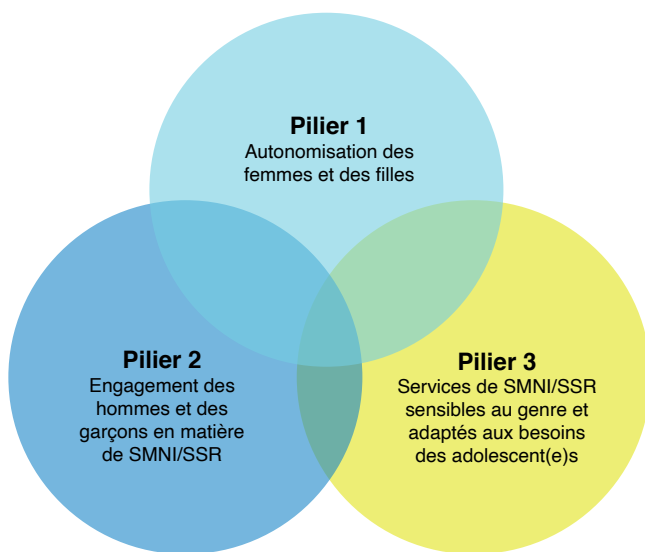 Pilier 1
Autonomisation des
femmes et des filles
Pilier 2
Engagement des
hommes et des
garçons en matière
de SMNI/SSR
Pilier 3
Services de SMNI/SSR
sensibles au genre et
adaptés aux besoins
des adolescent(e)s